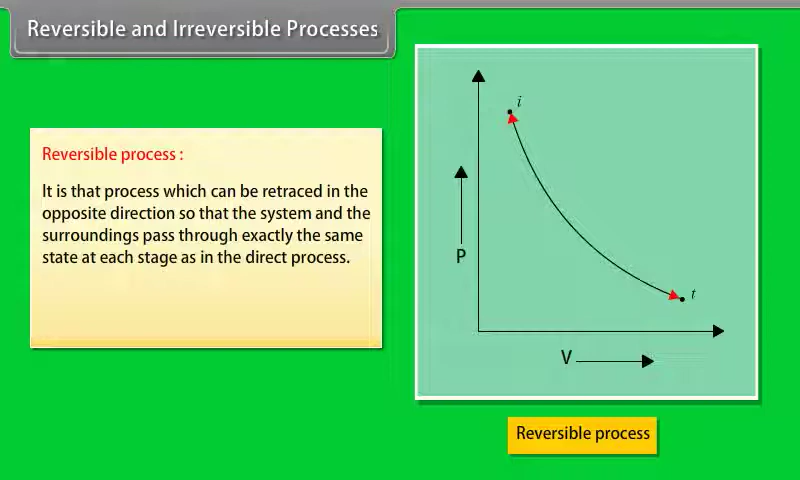 Reversible and Irreversible Processes
Reversible process :
It is that process which can be retraced in the
opposite direction so that the system and the
surroundings pass through exactly the same
state at each stage as in the direct process.
i
P
t
V
Reversible process